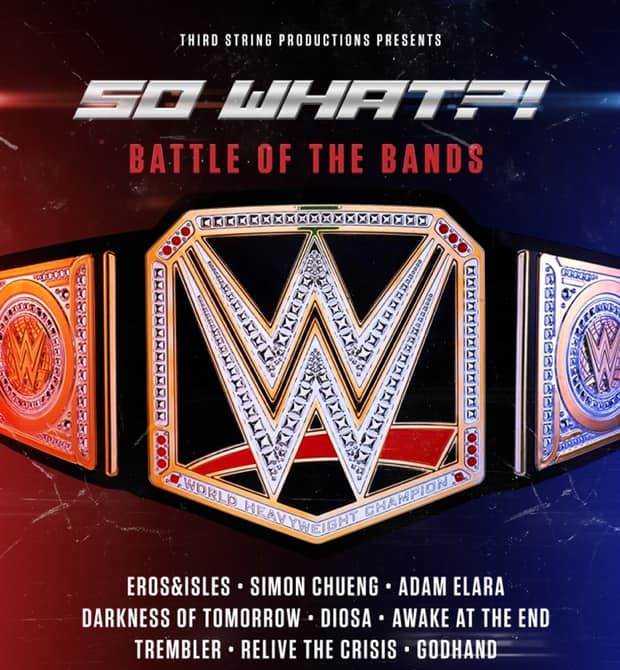 THIRD STRING PRODUCTIONS PRESENTS
SO WHAT?!
BATTLE OF THE BANDS
W
W
W
WORLD HEAVYWEIGHT CHAMPION
EROS&ISLES • SIMON CHUENG • ADAM ELARA
DARKNESS OF TOMORROW • DIOSA • AWAKE AT THE END
TREMBLER • RELIVE THE CRISIS • GODHAND